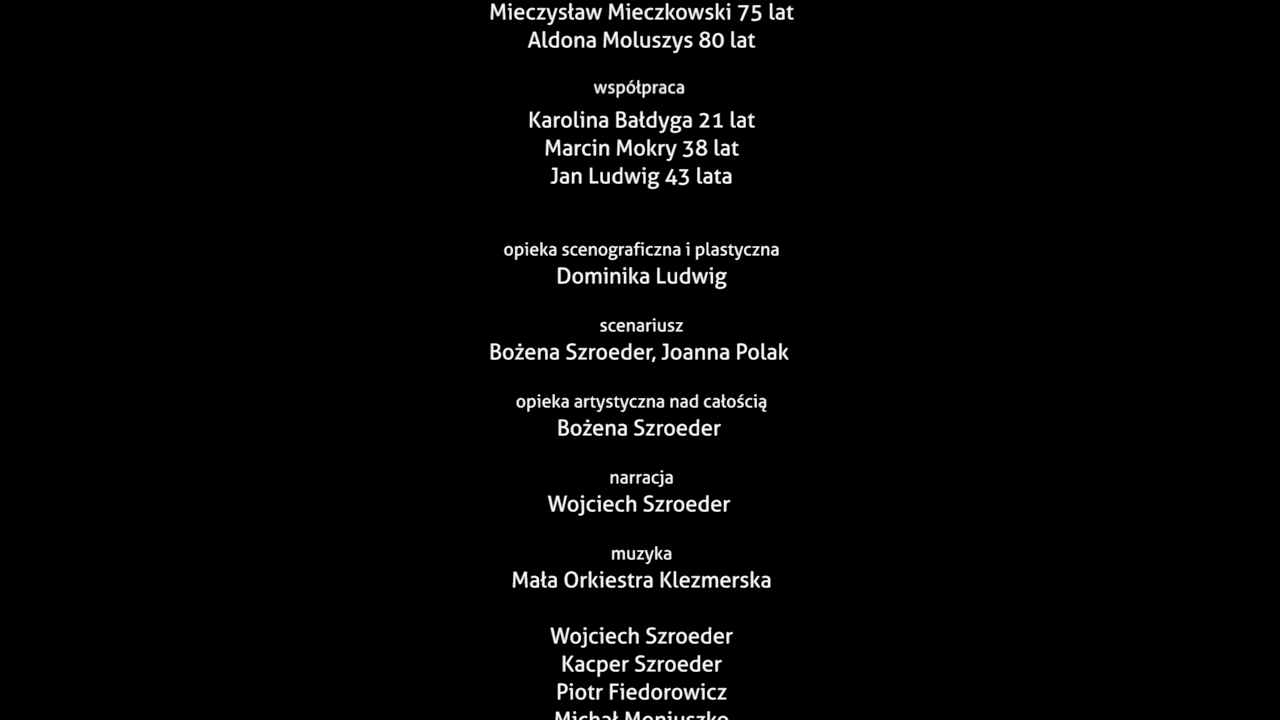 Mieczysław Mieczkowski 75 lat
Aldona Moluszys 80 lat
współpraca
Karolina Bałdyga 21 lat
Marcin Mokry 38 lat
Jan Ludwig 43 lata
opieka scenograficzna i plastyczna
Dominika Ludwig
scenariusz
Bożena Szroeder, Joanna Polak
opieka artystyczna nad całością
Bożena Szroeder
narracja
Wojciech Szroeder
muzyka
Mała Orkiestra Klezmerska
Wojciech Szroeder
Kacper Szroeder
Piotr Fiedorowicz
Michał Moniuszko